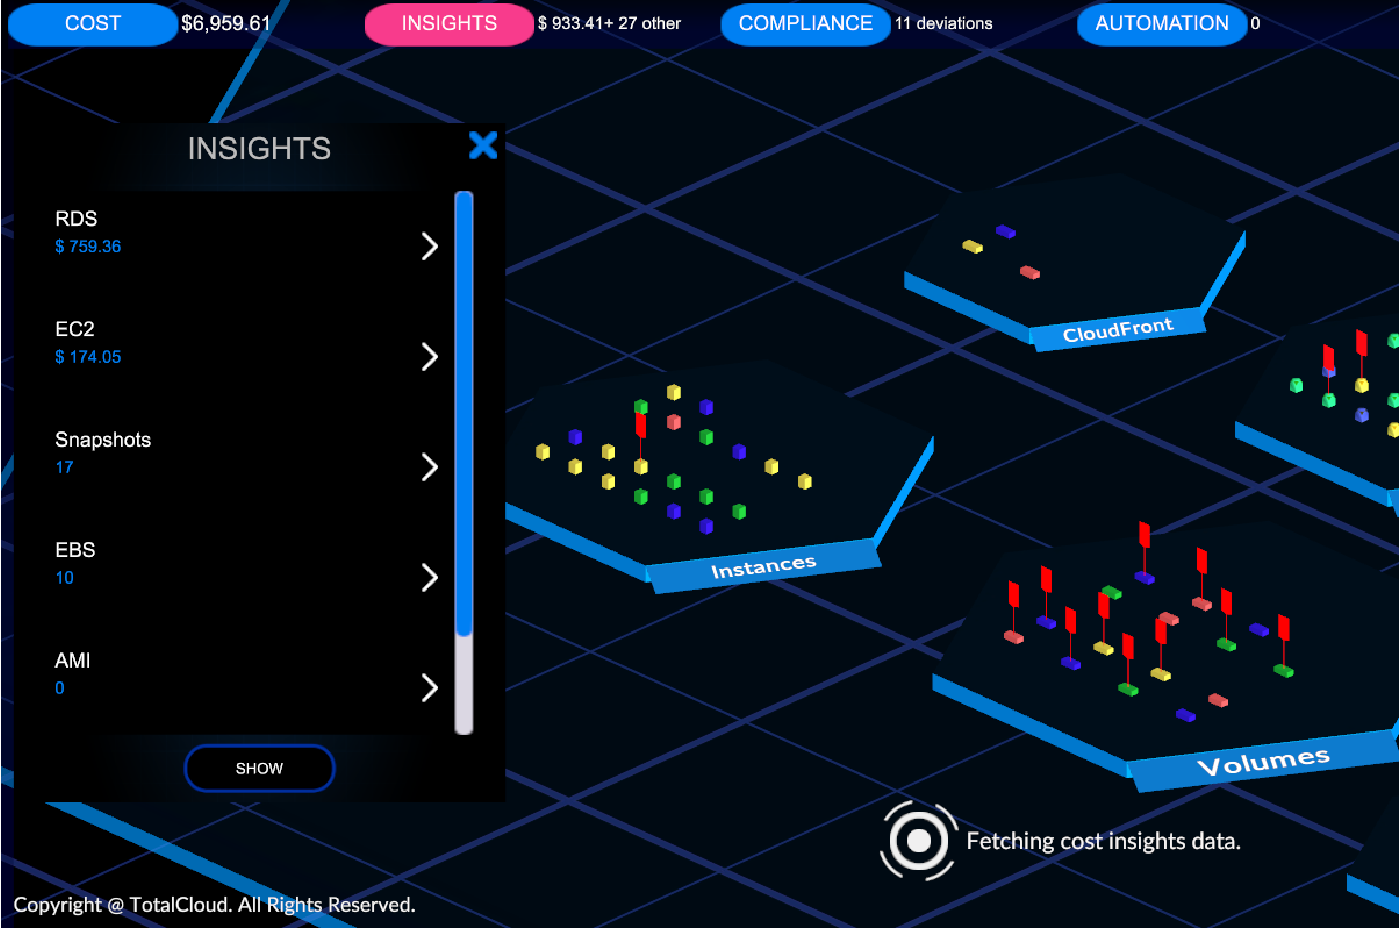 COST $6,959.61 INSIGHTS $ 933.41+ 27 other COMPLIANCE 11 deviations AUTOMATION 0
INSIGHTS
RDS
$ 759.36
EC2
$ 174.05
Snapshots
17
EBS
10
AMI
0
SHOW
CloudFront
Instances
Volumes
Fetching cost insights data.
Copyright @ TotalCloud. All Rights Reserved.